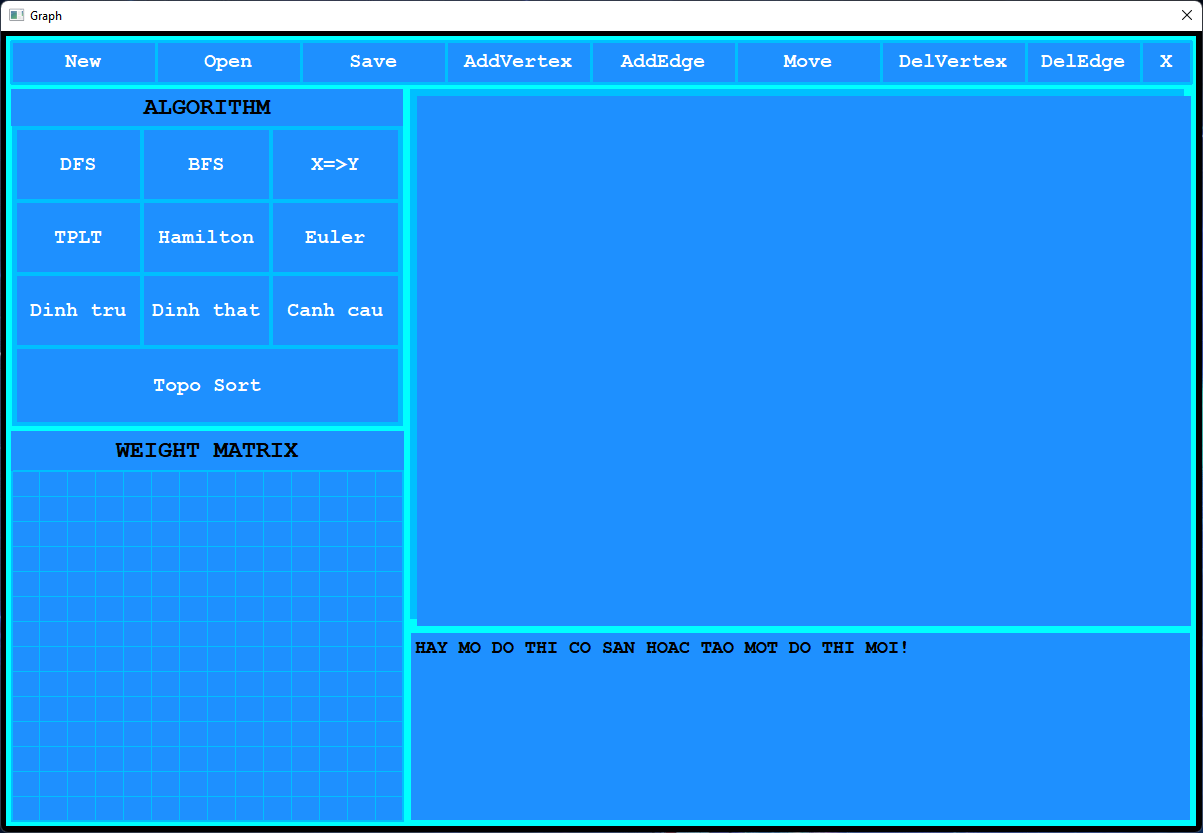 Graph
New Open Save AddVertex AddEdge Move DelVertex DelEdge X
ALGORITHM
DFS BFS X=>Y
TPLT Hamilton Euler
Dinh tru Dinh that Canh cau
Topo Sort
WEIGHT MATRIX
HAY MO DO THI CO SAN HOAC TAO MOT DO THI MOI!